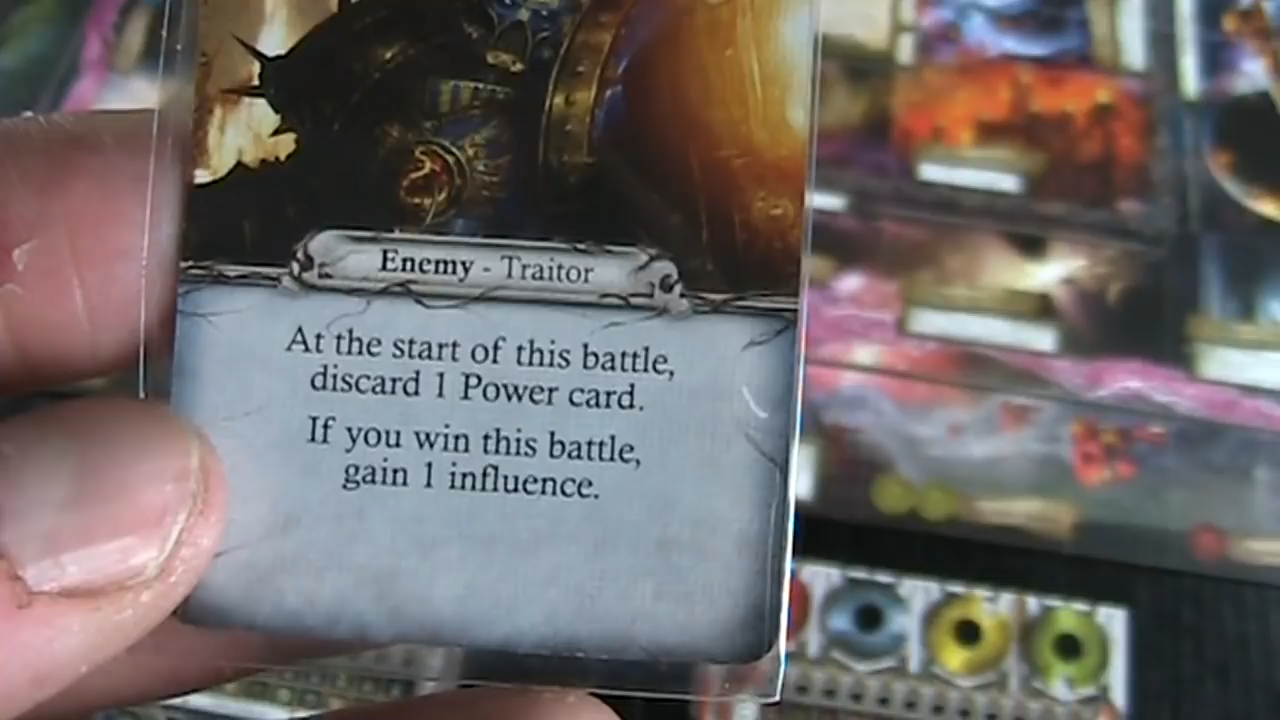 Enemy - Traitor
At the start of this battle,
discard 1 Power card.
If you win this battle,
gain 1 influence.